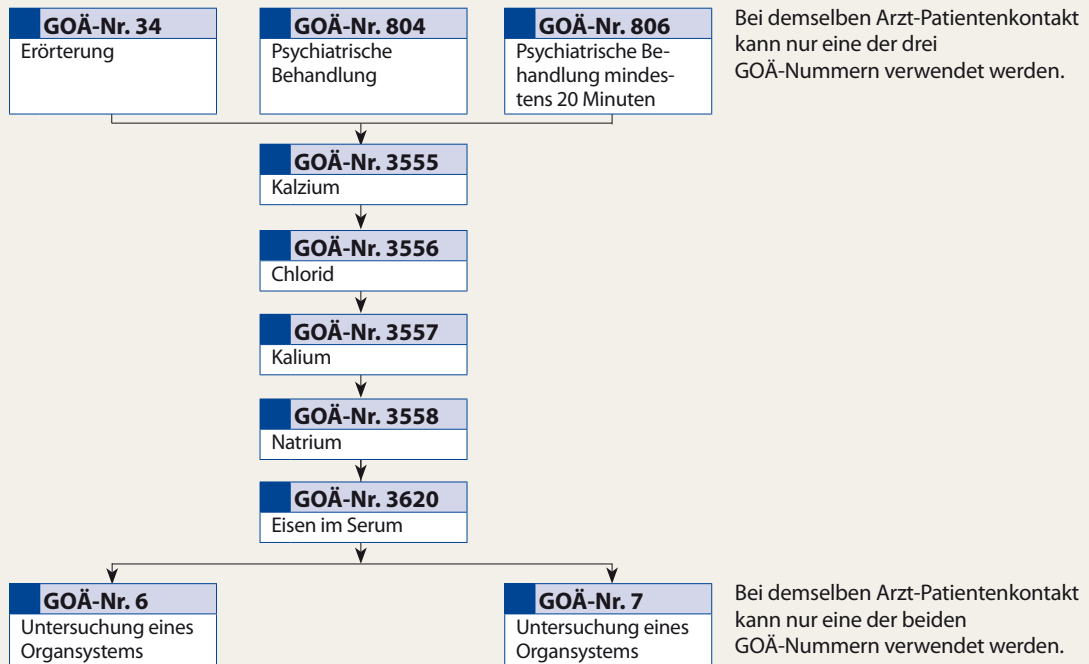 GOÄ-Nr. 34
Erörterung
GOÄ-Nr. 804
Psychiatrische
Behandlung
GOÄ-Nr. 806
Psychiatrische Be-
handlung mindes-
tens 20 Minuten
Bei demselben Arzt-Patientenkontakt
kann nur eine der drei
GOÄ-Nummern verwendet werden.
GOÄ-Nr. 3555
Kalzium
GOÄ-Nr. 3556
Chlorid
GOÄ-Nr. 3557
Kalium
GOÄ-Nr. 3558
Natrium
GOÄ-Nr. 3620
Eisen im Serum
GOÄ-Nr. 6
Untersuchung eines
Organsystems
GOÄ-Nr. 7
Untersuchung eines
Organsystems
Bei demselben Arzt-Patientenkontakt
kann nur eine der beiden
GOÄ-Nummern verwendet werden.